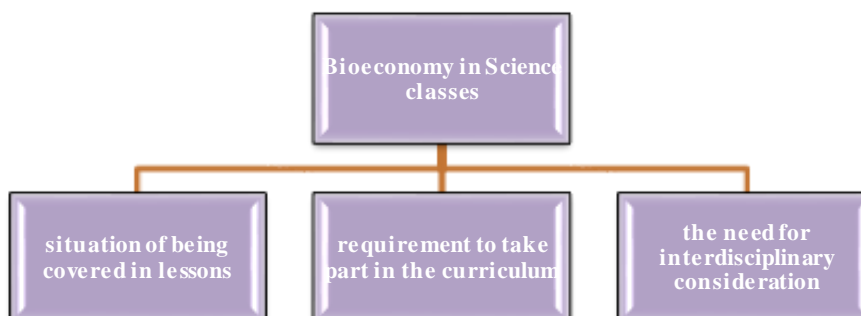 Bioeconomy in Science
classes
situation of being
covered in lessons
requirement to take
part in the curriculum
the need for
interdisciplinary
consideration